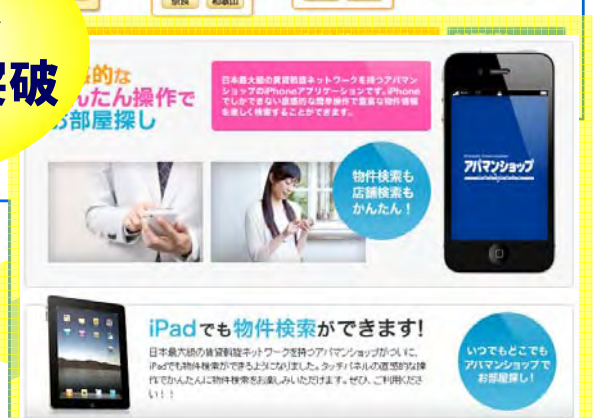 奈良 和歌山
突破
感的な
んたん操作で
お部屋探し
日本最大級の賃貸斡旋ネットワークを持つアパマン
ショップのiPhoneアプリケーションです。iPhone
でしかできない直感的な簡単操作で豊富な物件情報
を楽しく検索することができます。
物件検索も
店舗検索も
かんたん！
アパマンショップ
iPadでも物件検索ができます!
日本最大級の賃貸斡旋ネットワークを持つアパマンショップがついに、
iPadでも物件検索ができるようになりました。タッチパネルの直感的な操
作でかんたんに物件検索をお楽しみいただけます。ぜひ、ご利用くださ
い！！
いつでもどこでも
アパマンショップで
お部屋探し！